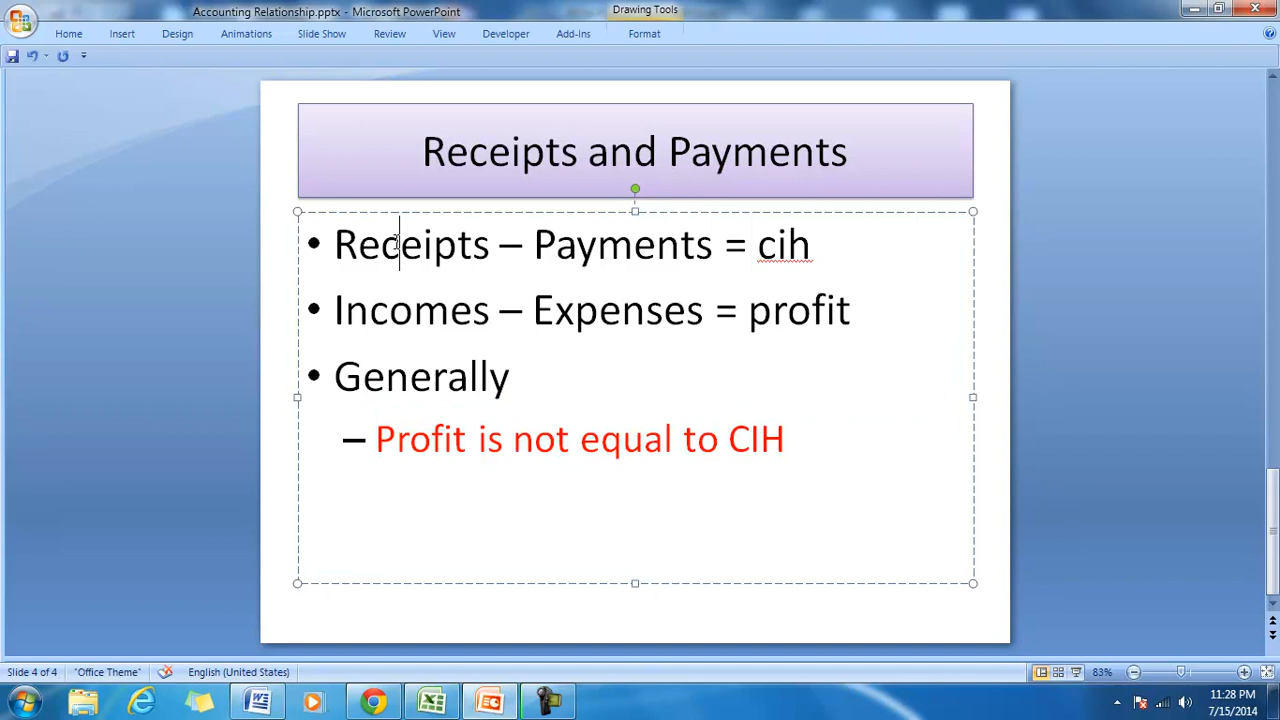 Accounting Relationship.pptx - Microsoft PowerPoint
Drawing Tools
Home Insert Design Animations Slide Show Review View Developer Add-Ins Format
Receipts and Payments
• Receipts – Payments = cih
• Incomes – Expenses = profit
• Generally
– Profit is not equal to CIH
Slide 4 of 4 "Office Theme" English (United States) 83%
11:28 PM
7/15/2014